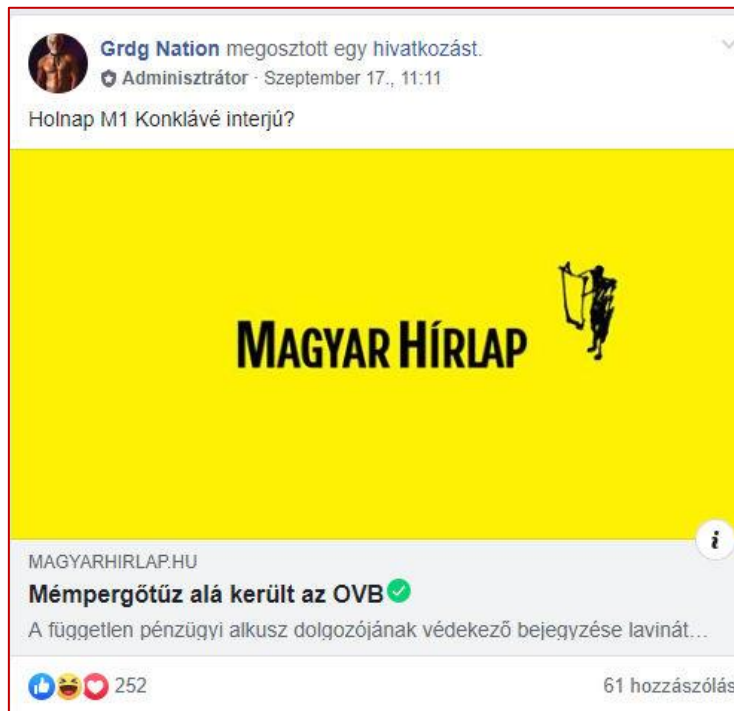 Grdg Nation megosztott egy hivatkozást.
Adminisztrátor · Szeptember 17., 11:11
Holnap M1 Konklávé interjú?
MAGYAR HÍRLAP
i
MAGYARHIRLAP.HU
Mémpergőtűz alá került az OVB
A független pénzügyi alkusz dolgozójának védekező bejegyzése lavinát...
252
61 hozzászólás